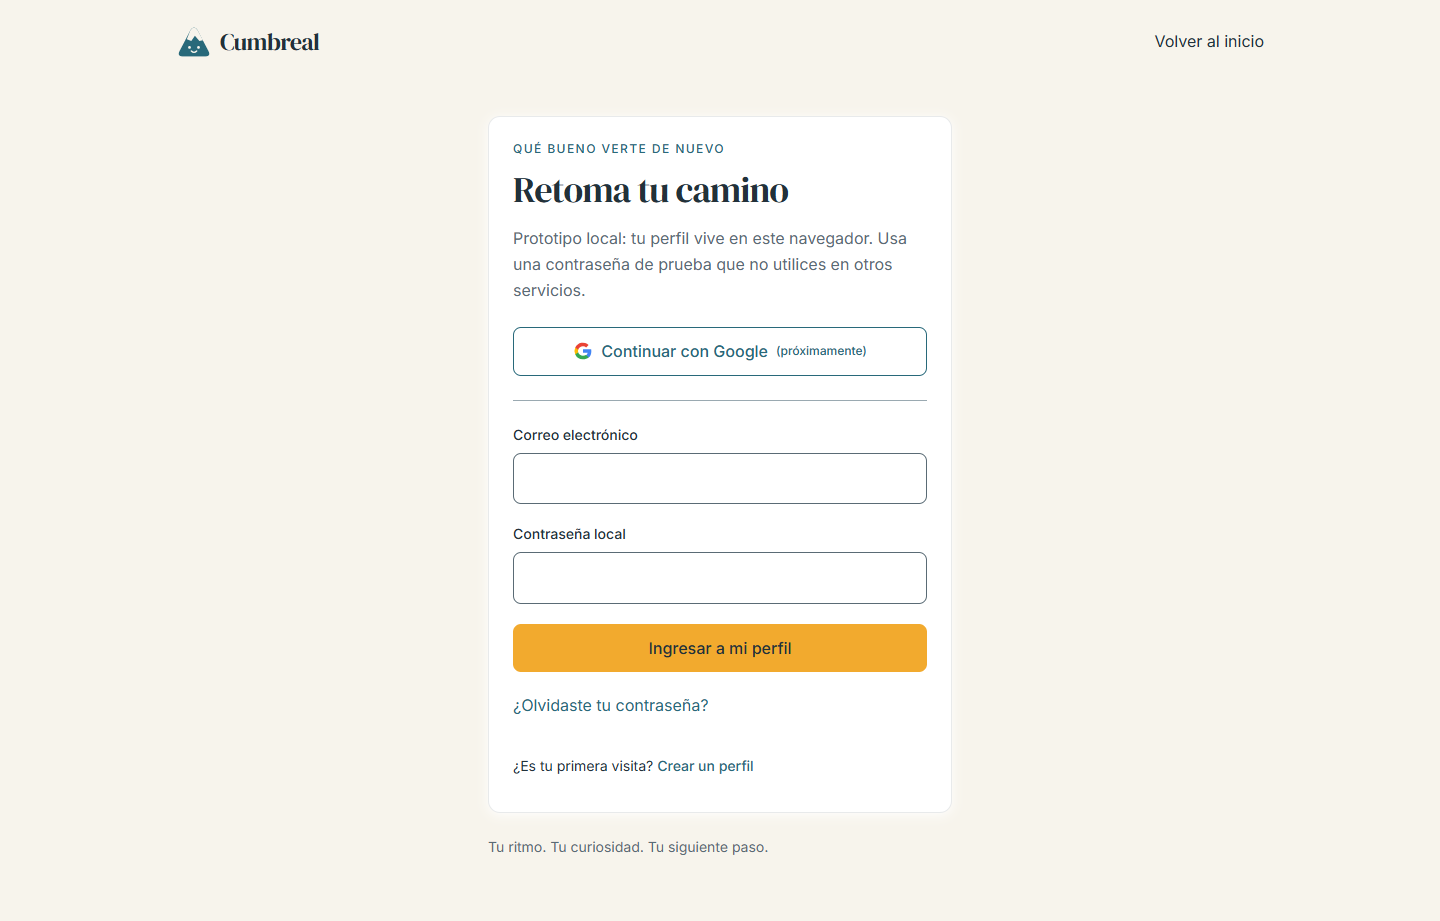 Cumbreal
Volver al inicio
QUÉ BUENO VERTE DE NUEVO
Retoma tu camino
Prototipo local: tu perfil vive en este navegador. Usa
una contraseña de prueba que no utilices en otros
servicios.
Continuar con Google (próximamente)
Correo electrónico
Contraseña local
Ingresar a mi perfil
¿Olvidaste tu contraseña?
¿Es tu primera visita? Crear un perfil
Tu ritmo. Tu curiosidad. Tu siguiente paso.